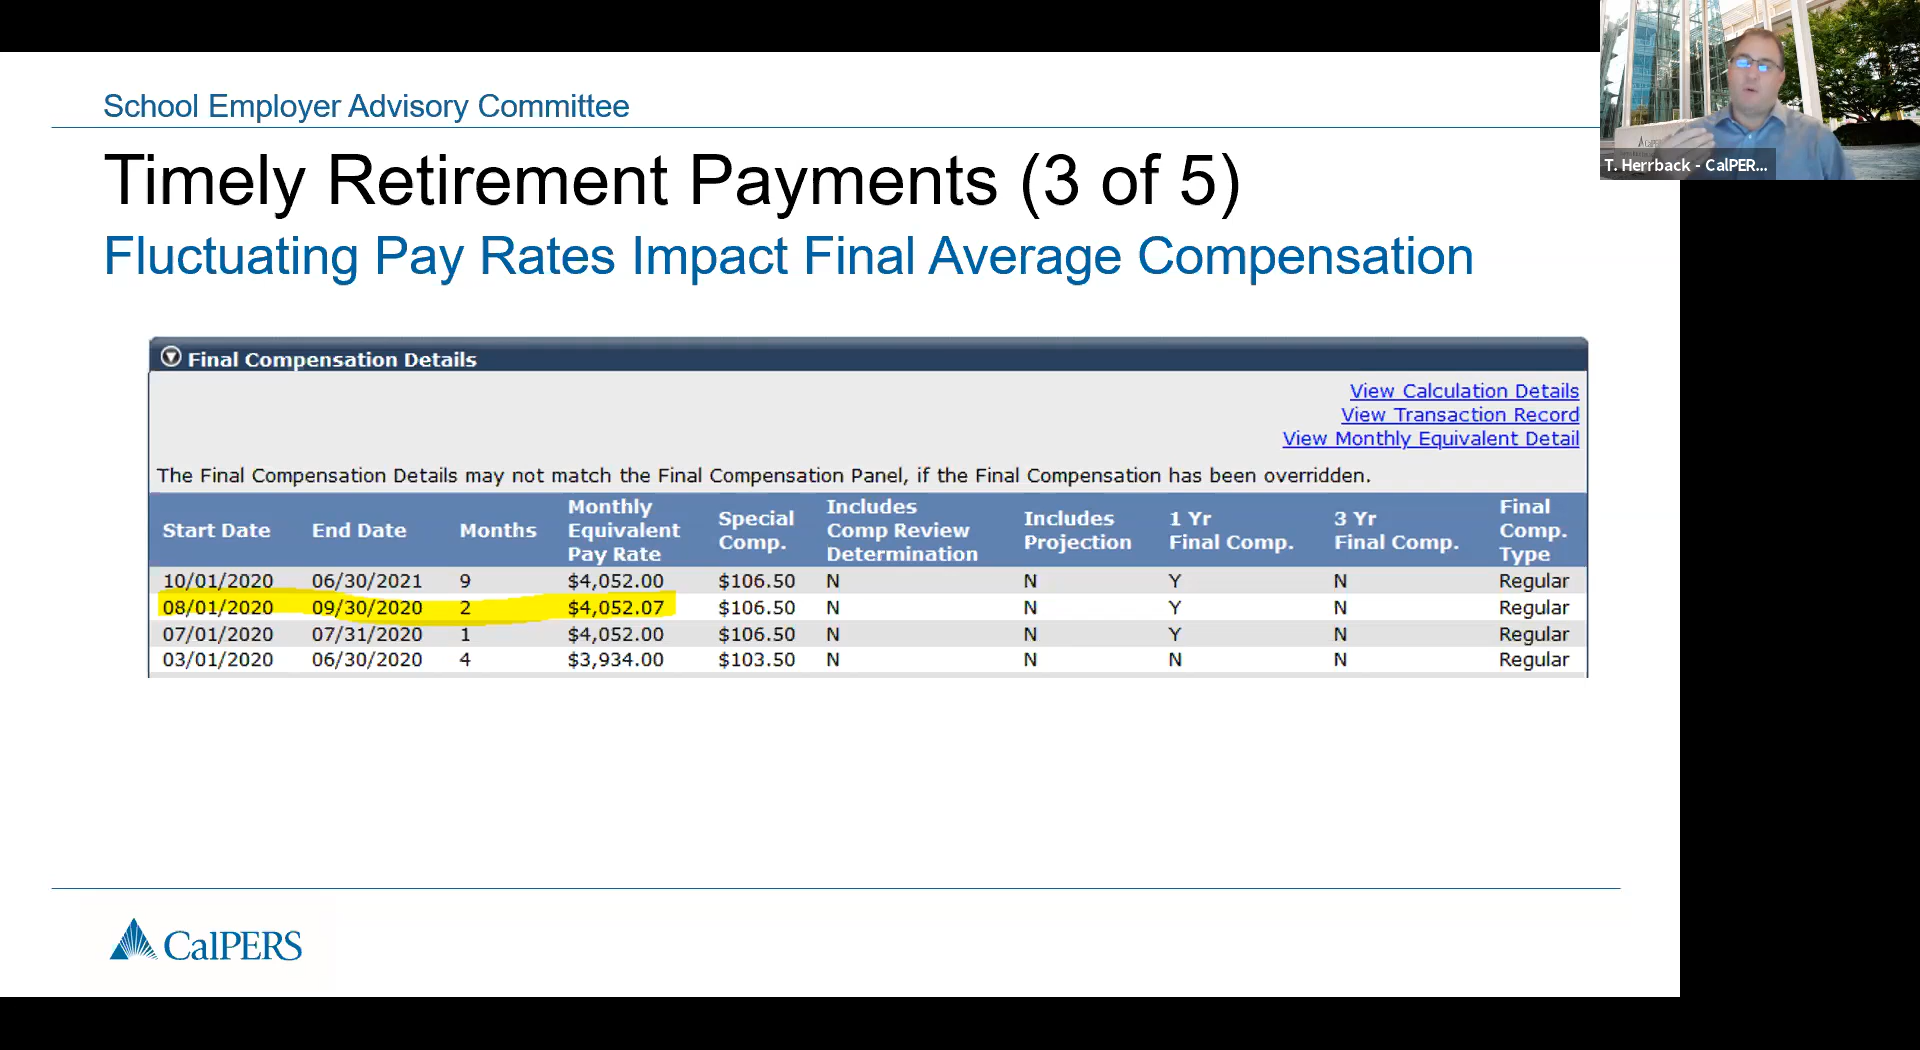 School Employer Advisory Committee
Timely Retirement Payments (3 of 5)
Fluctuating Pay Rates Impact Final Average Compensation
T. Herrback - CalPER...
Final Compensation Details
View Calculation Details
View Transaction Record
View Monthly Equivalent Detail
The Final Compensation Details may not match the Final Compensation Panel, if the Final Compensation has been overridden.
Start Date End Date Months Monthly Equivalent Pay Rate Special Comp. Includes Comp Review Determination Includes Projection 1 Yr Final Comp. 3 Yr Final Comp. Final Comp. Type
10/01/2020 06/30/2021 9 $4,052.00 $106.50 N N Y N Regular
08/01/2020 09/30/2020 2 $4,052.07 $106.50 N N Y N Regular
07/01/2020 07/31/2020 1 $4,052.00 $106.50 N N Y N Regular
03/01/2020 06/30/2020 4 $3,934.00 $103.50 N N N N Regular
CalPERS